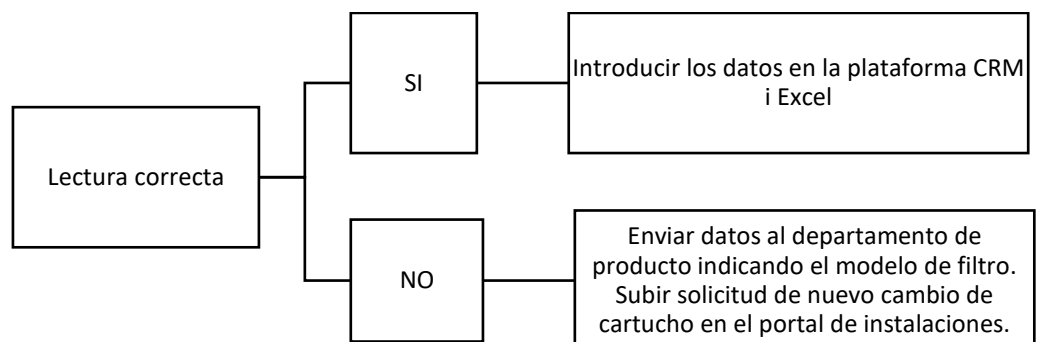 SI
Introducir los datos en la plataforma CRM
i Excel
Lectura correcta
NO
Enviar datos al departamento de
producto indicando el modelo de filtro.
Subir solicitud de nuevo cambio de
cartucho en el portal de instalaciones.